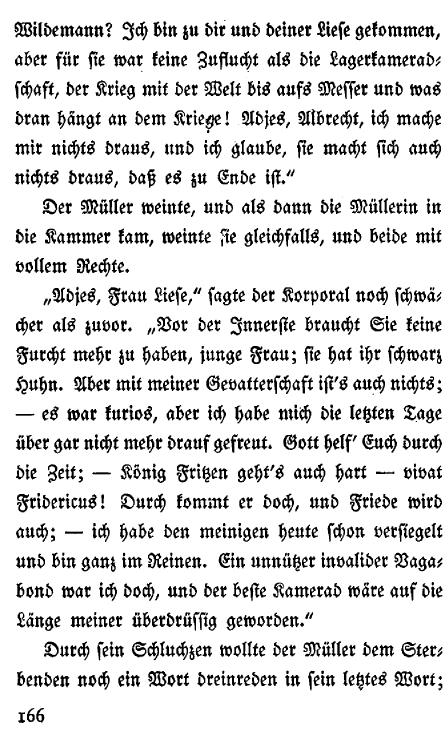 Wildemann? Ich bin zu dir und deiner Liese gekommen,
aber für sie war keine Zuflucht als die Lagerkamerad-
schaft, der Krieg mit der Welt bis aufs Messer und was
dran hängt an dem Kriege! Adjes, Albrecht, ich mache
mir nichts draus, und ich glaube, sie macht sich auch
nichts draus, daß es zu Ende ist.“
Der Müller weinte, und als dann die Müllerin in
die Kammer kam, weinte sie gleichfalls, und beide mit
vollem Rechte.
„Adjes, Frau Liese,“ sagte der Korporal noch schwä-
cher als zuvor. „Vor der Innerste braucht Sie keine
Furcht mehr zu haben, junge Frau; sie hat ihr schwarz
Huhn. Aber mit meiner Gevatterschaft ist's auch nichts;
— es war kurios, aber ich habe mich die letzten Tage
über gar nicht mehr drauf gefreut. Gott helf' Euch durch
die Zeit; — König Fritzen geht's auch hart — vivat
Fridericus! Durch kommt er doch, und Friede wird
auch; — ich habe den meinigen heute schon versiegelt
und bin ganz im Reinen. Ein unnützer invalider Vaga-
bond war ich doch, und der beste Kamerad wäre auf die
Länge meiner überdrüssig geworden.“
Durch sein Schluchzen wollte der Müller dem Ster-
benden noch ein Wort dreinreden in sein letztes Wort;
166